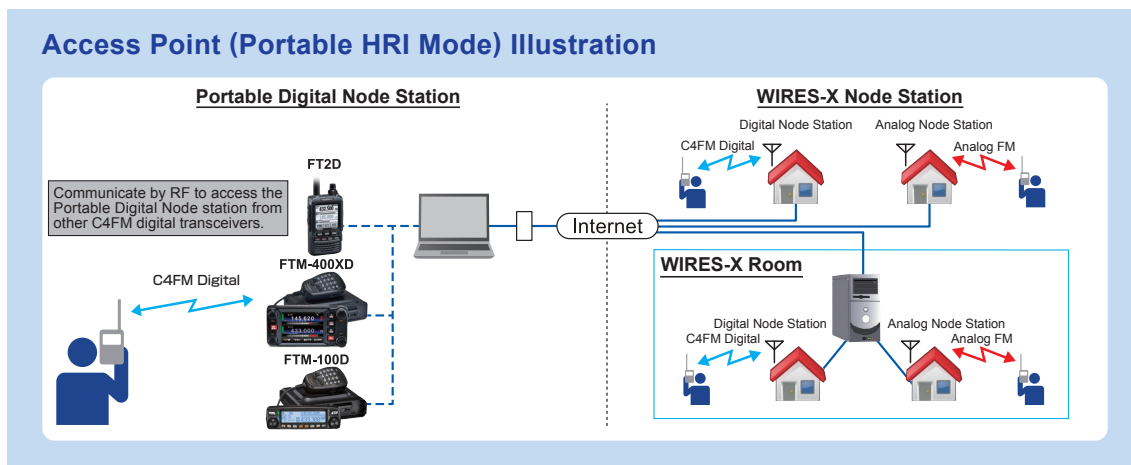 Access Point (Portable HRI Mode) Illustration
Portable Digital Node Station
FT2D
Communicate by RF to access the
Portable Digital Node station from
other C4FM digital transceivers.
C4FM Digital
FTM-400XD
145.620
433.000
FTM-100D
Internet
WIRES-X Node Station
Digital Node Station
Analog Node Station
C4FM Digital
Analog FM
WIRES-X Room
Digital Node Station
Analog Node Station
C4FM Digital
Analog FM